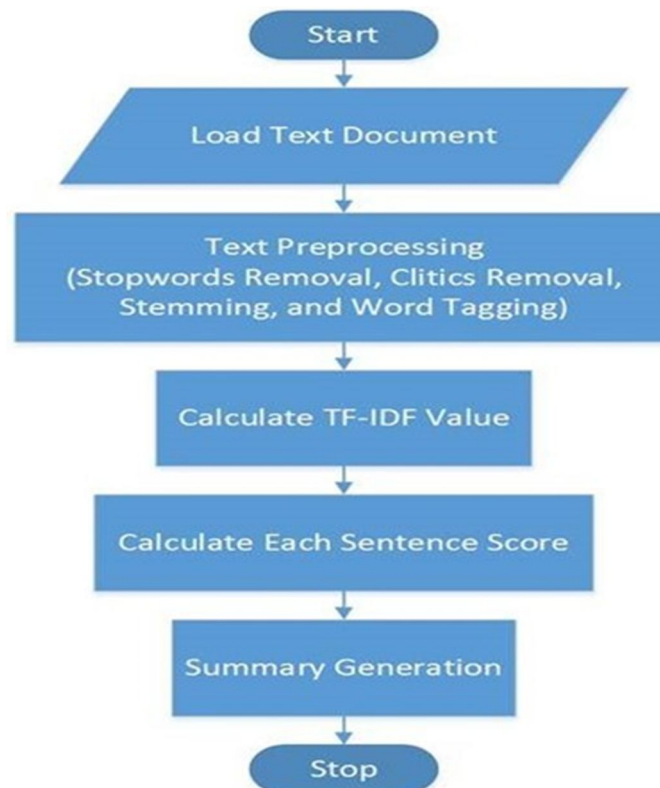 Start
Load Text Document
Text Preprocessing
(Stopwords Removal, Clitics Removal,
Stemming, and Word Tagging)
Calculate TF-IDF Value
Calculate Each Sentence Score
Summary Generation
Stop